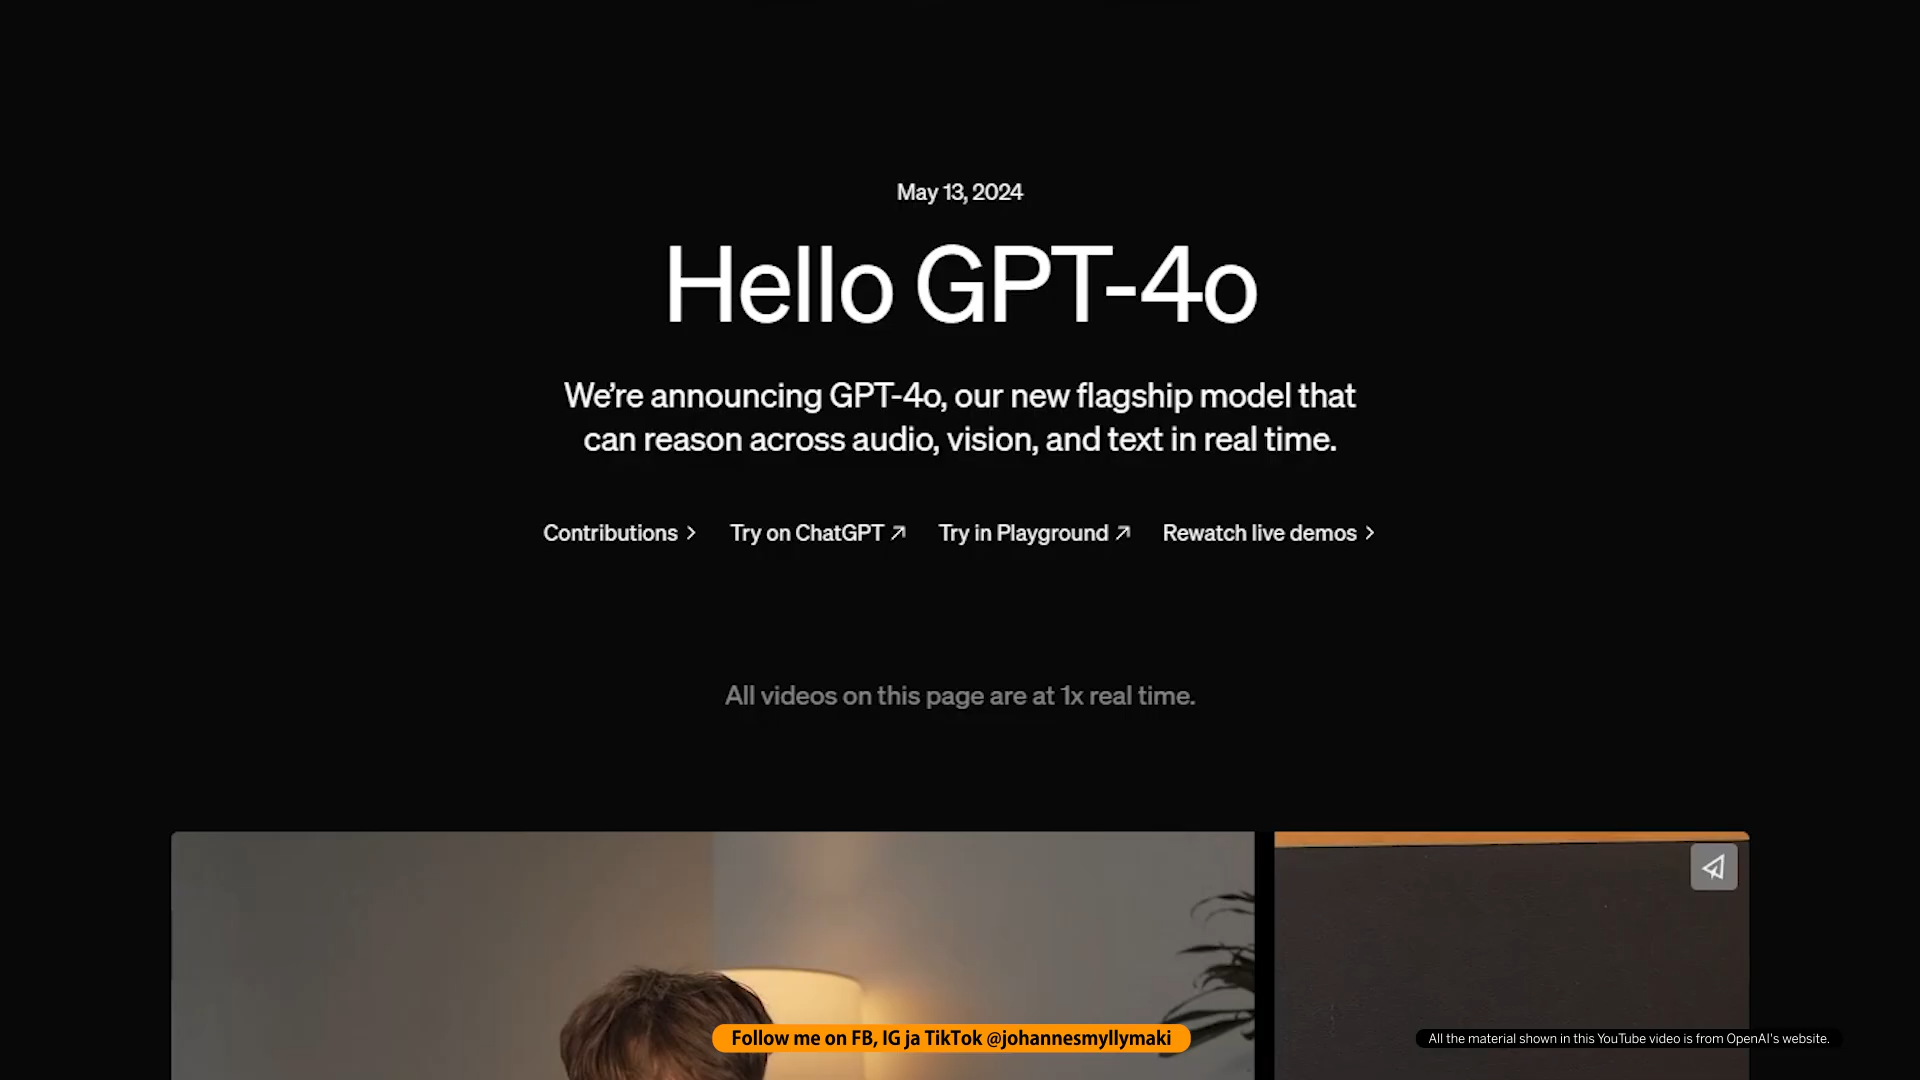 May 13, 2024
Hello GPT-4o
We're announcing GPT-4o, our new flagship model that
can reason across audio, vision, and text in real time.
Contributions
Try on ChatGPT
Try in Playground
Rewatch live demos
All videos on this page are at 1x real time.
Follow me on FB, IG ja TikTok @johannesmyllymaki
All the material shown in this YouTube video is from OpenAI's website.